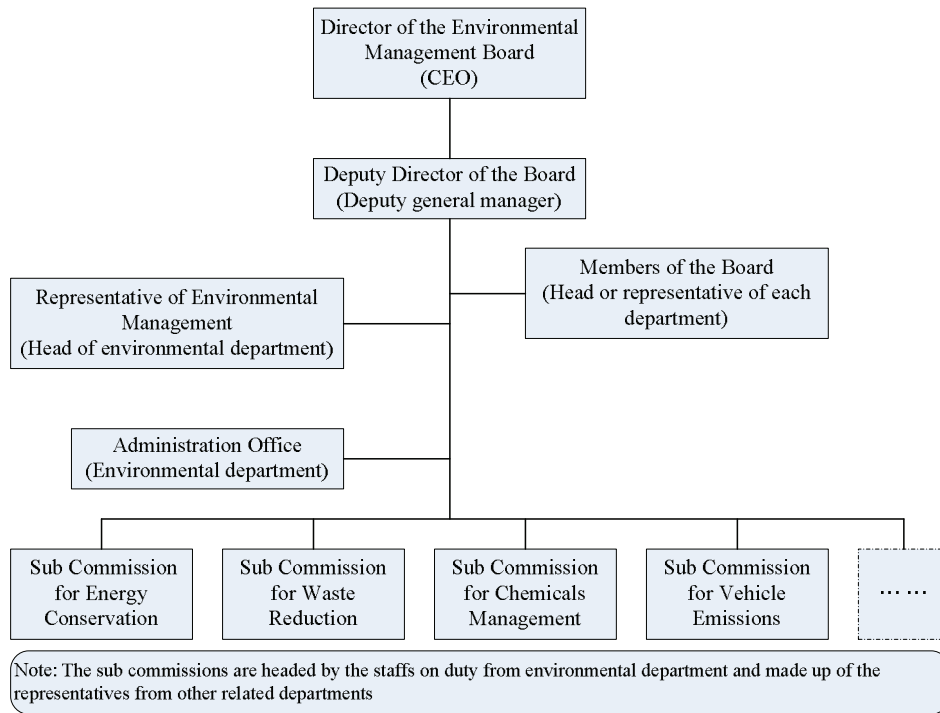 Director of the Environmental
Management Board
(CEO)
Deputy Director of the Board
(Deputy general manager)
Members of the Board
(Head or representative of each
department)
Representative of Environmental
Management
(Head of environmental department)
Administration Office
(Environmental department)
Sub Commission
for Energy
Conservation
Sub Commission
for Waste
Reduction
Sub Commission
for Chemicals
Management
Sub Commission
for Vehicle
Emissions
... ...
Note: The sub commissions are headed by the staffs on duty from environmental department and made up of the
representatives from other related departments